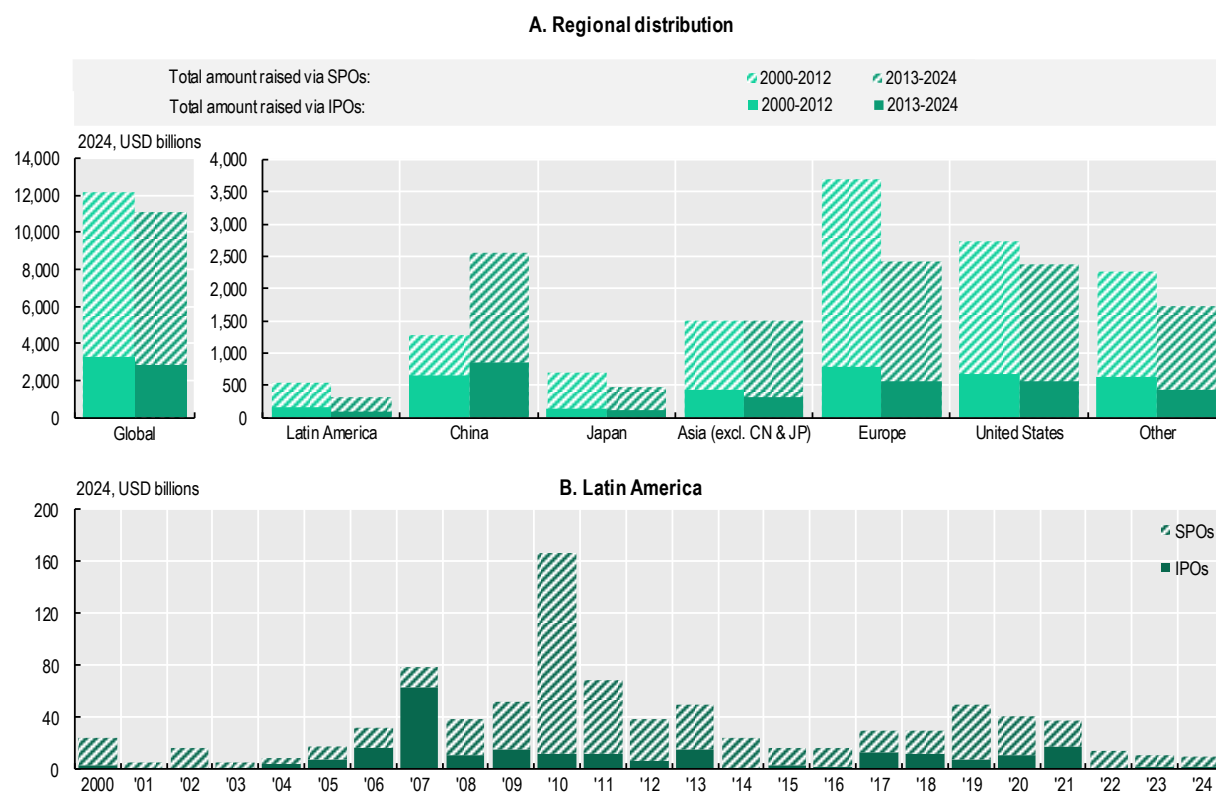 A. Regional distribution
Total amount raised via SPOs: 2000-2012 2013-2024
Total amount raised via IPOs: 2000-2012 2013-2024
2024, USD billions
14,000
12,000
10,000
8,000
6,000
4,000
2,000
0
Global
4,000
3,500
3,000
2,500
2,000
1,500
1,000
500
0
Latin America China Japan Asia (excl. CN & JP) Europe United States Other
2024, USD billions
B. Latin America
200
160
120
80
40
0
SPOs
IPOs
2000 '01 '02 '03 '04 '05 '06 '07 '08 '09 '10 '11 '12 '13 '14 '15 '16 '17 '18 '19 '20 '21 '22 '23 '24